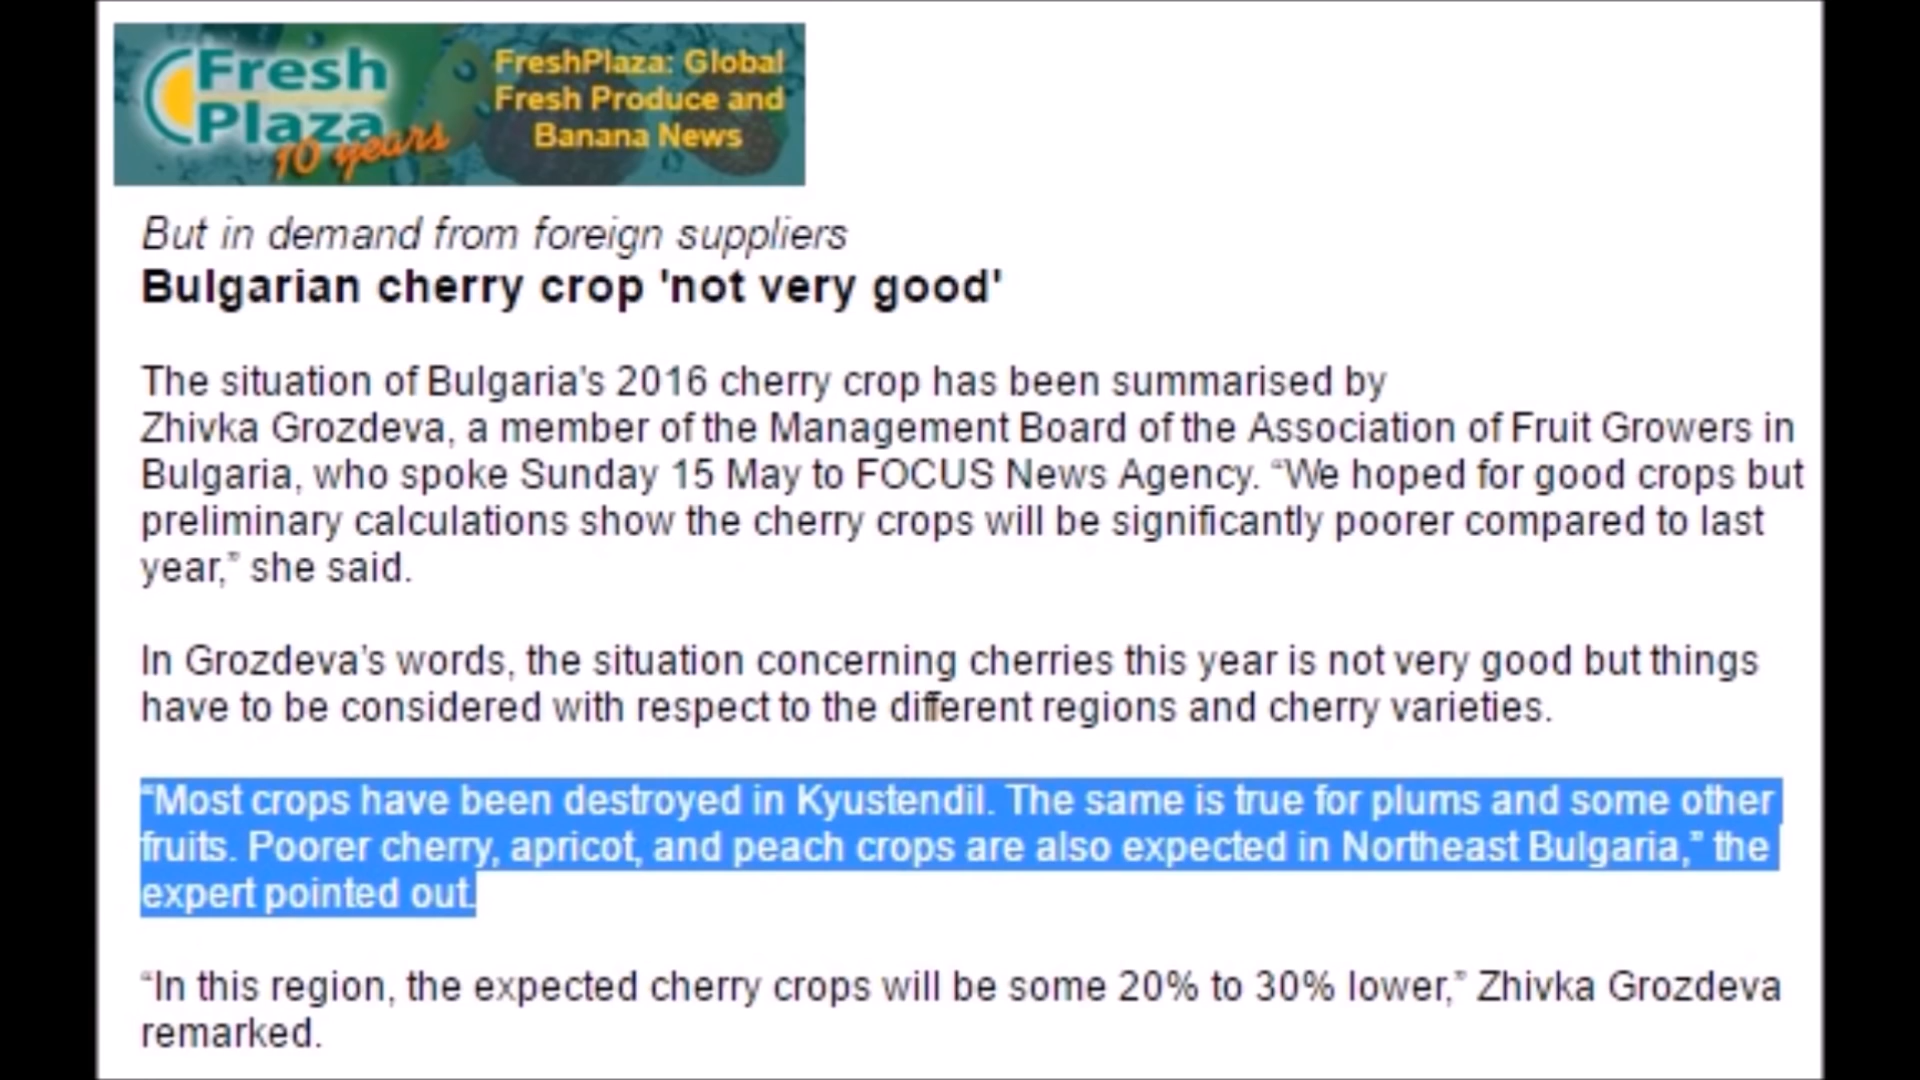 Fresh
Plaza
10 years
FreshPlaza: Global
Fresh Produce and
Banana News
But in demand from foreign suppliers
Bulgarian cherry crop 'not very good'
The situation of Bulgaria's 2016 cherry crop has been summarised by
Zhivka Grozdeva, a member of the Management Board of the Association of Fruit Growers in
Bulgaria, who spoke Sunday 15 May to FOCUS News Agency. “We hoped for good crops but
preliminary calculations show the cherry crops will be significantly poorer compared to last
year,” she said.
In Grozdeva’s words, the situation concerning cherries this year is not very good but things
have to be considered with respect to the different regions and cherry varieties.
“Most crops have been destroyed in Kyustendil. The same is true for plums and some other
fruits. Poorer cherry, apricot, and peach crops are also expected in Northeast Bulgaria,” the
expert pointed out.
“In this region, the expected cherry crops will be some 20% to 30% lower,” Zhivka Grozdeva
remarked.